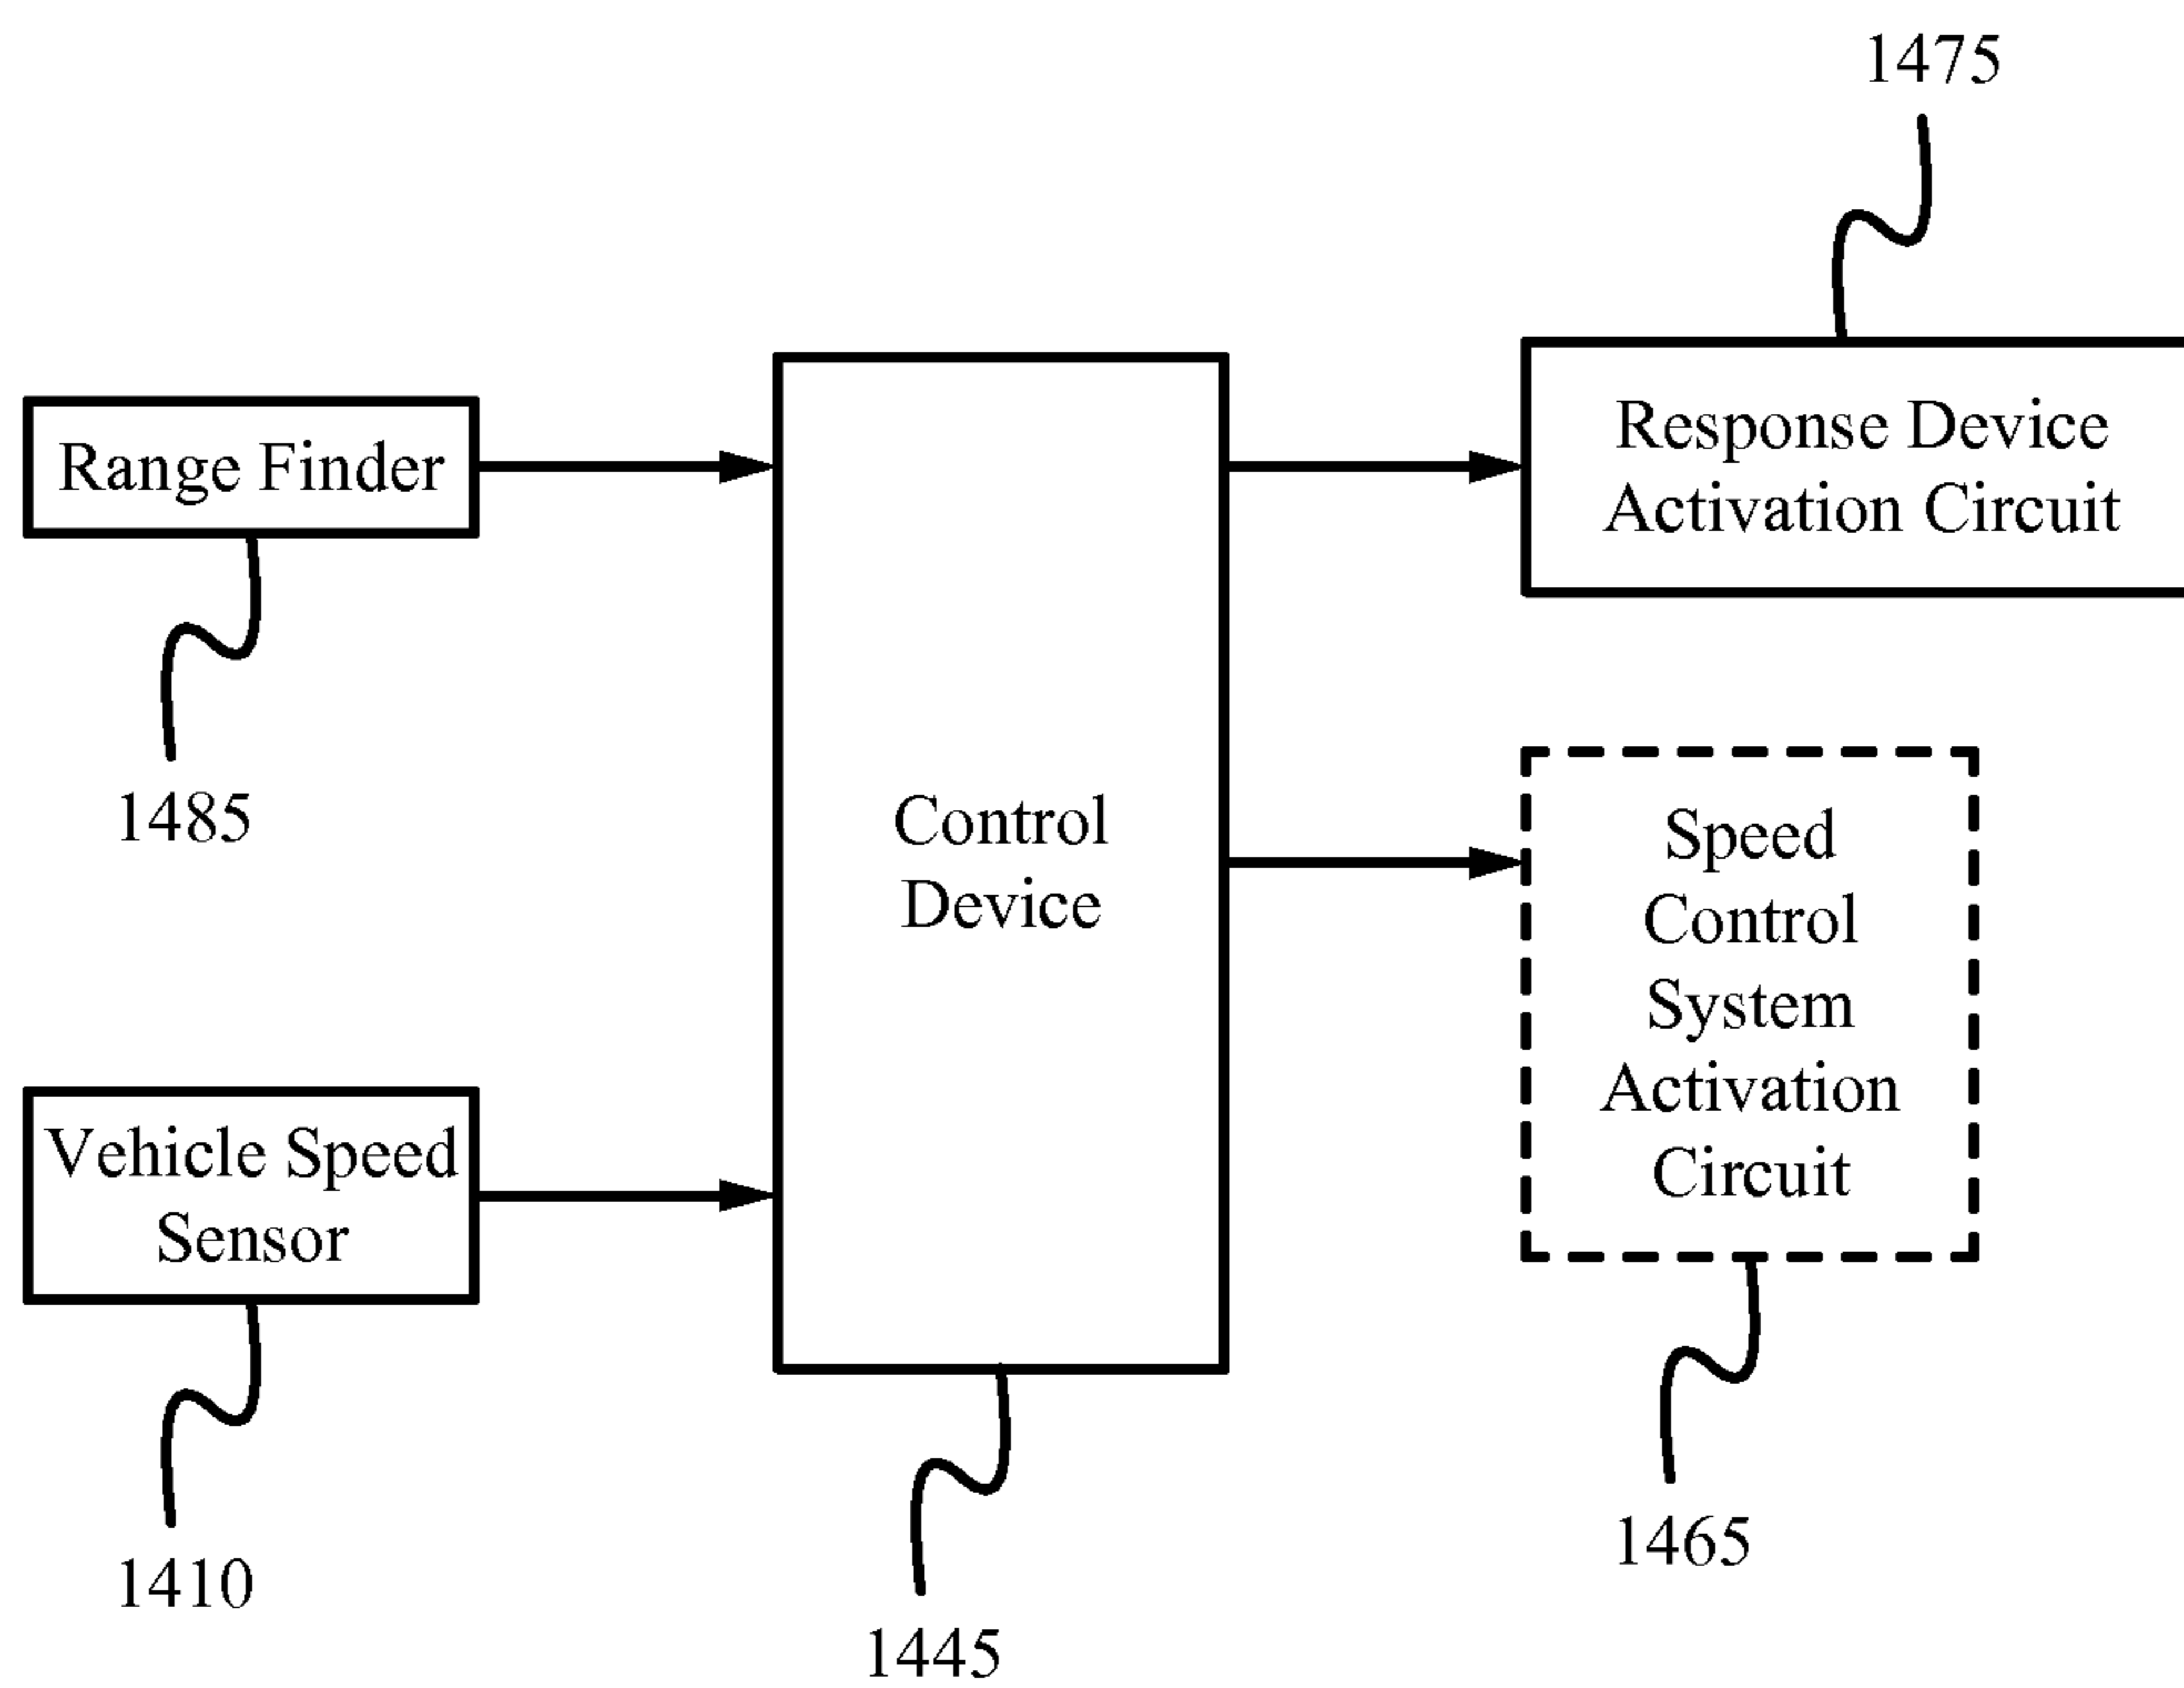 1475
Range Finder
1485
Response Device
Activation Circuit
Control
Device
Speed
Control
System
Activation
Circuit
Vehicle Speed
Sensor
1410
1445
1465